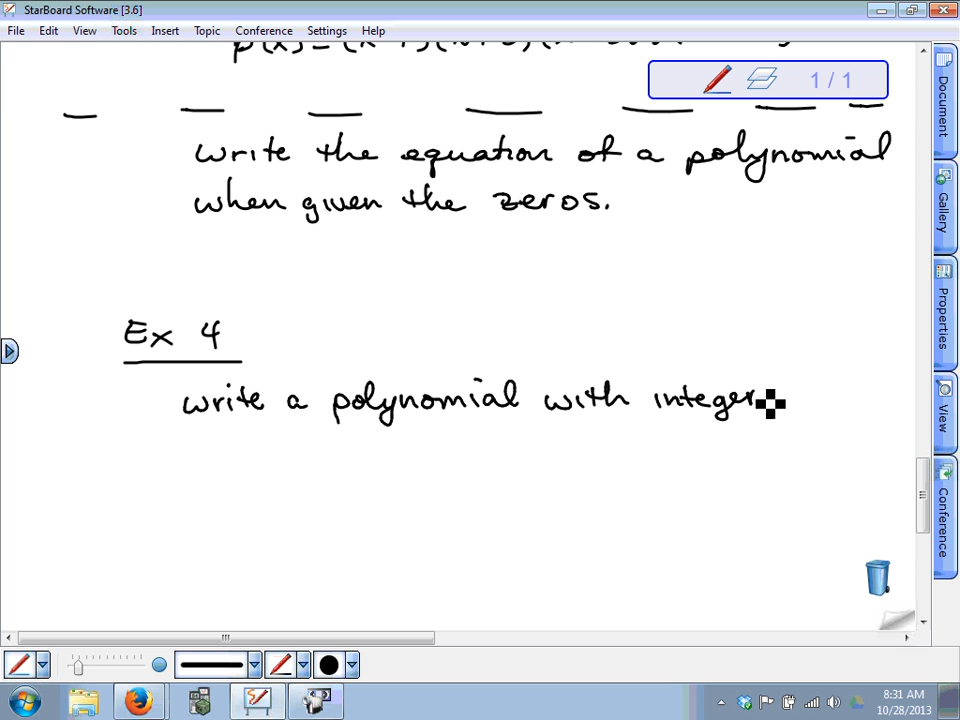 StarBoard Software [3.6]
File Edit View Tools Insert Topic Conference Settings Help
1 / 1
write the equation of a polynomial
when given the zeros.
Ex 4
write a polynomial with integer
Document
Gallery
Properties
View
Conference
8:31 AM
10/28/2013